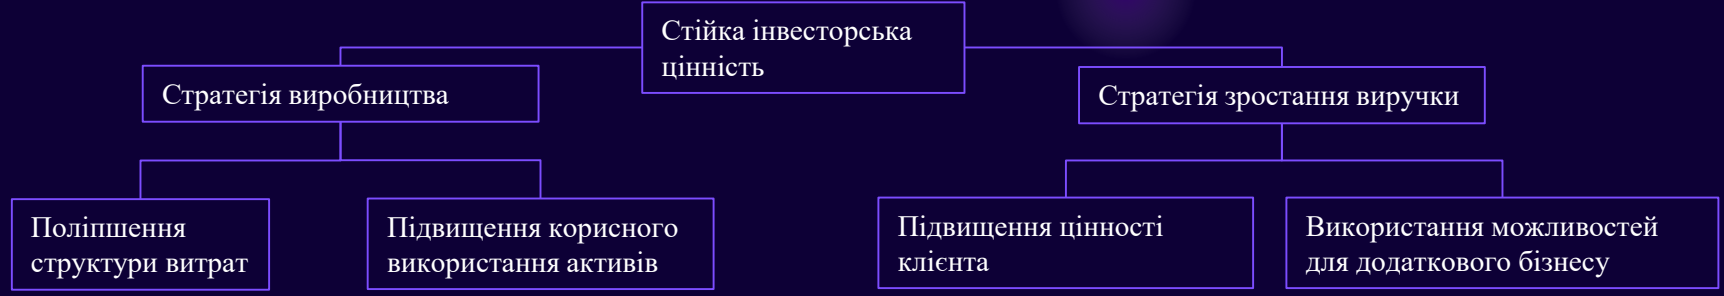 Стійка інвесторська
цінність
Стратегія виробництва
Стратегія зростання виручки
Поліпшення
структури витрат
Підвищення корисного
використання активів
Підвищення цінності
клієнта
Використання можливостей
для додаткового бізнесу